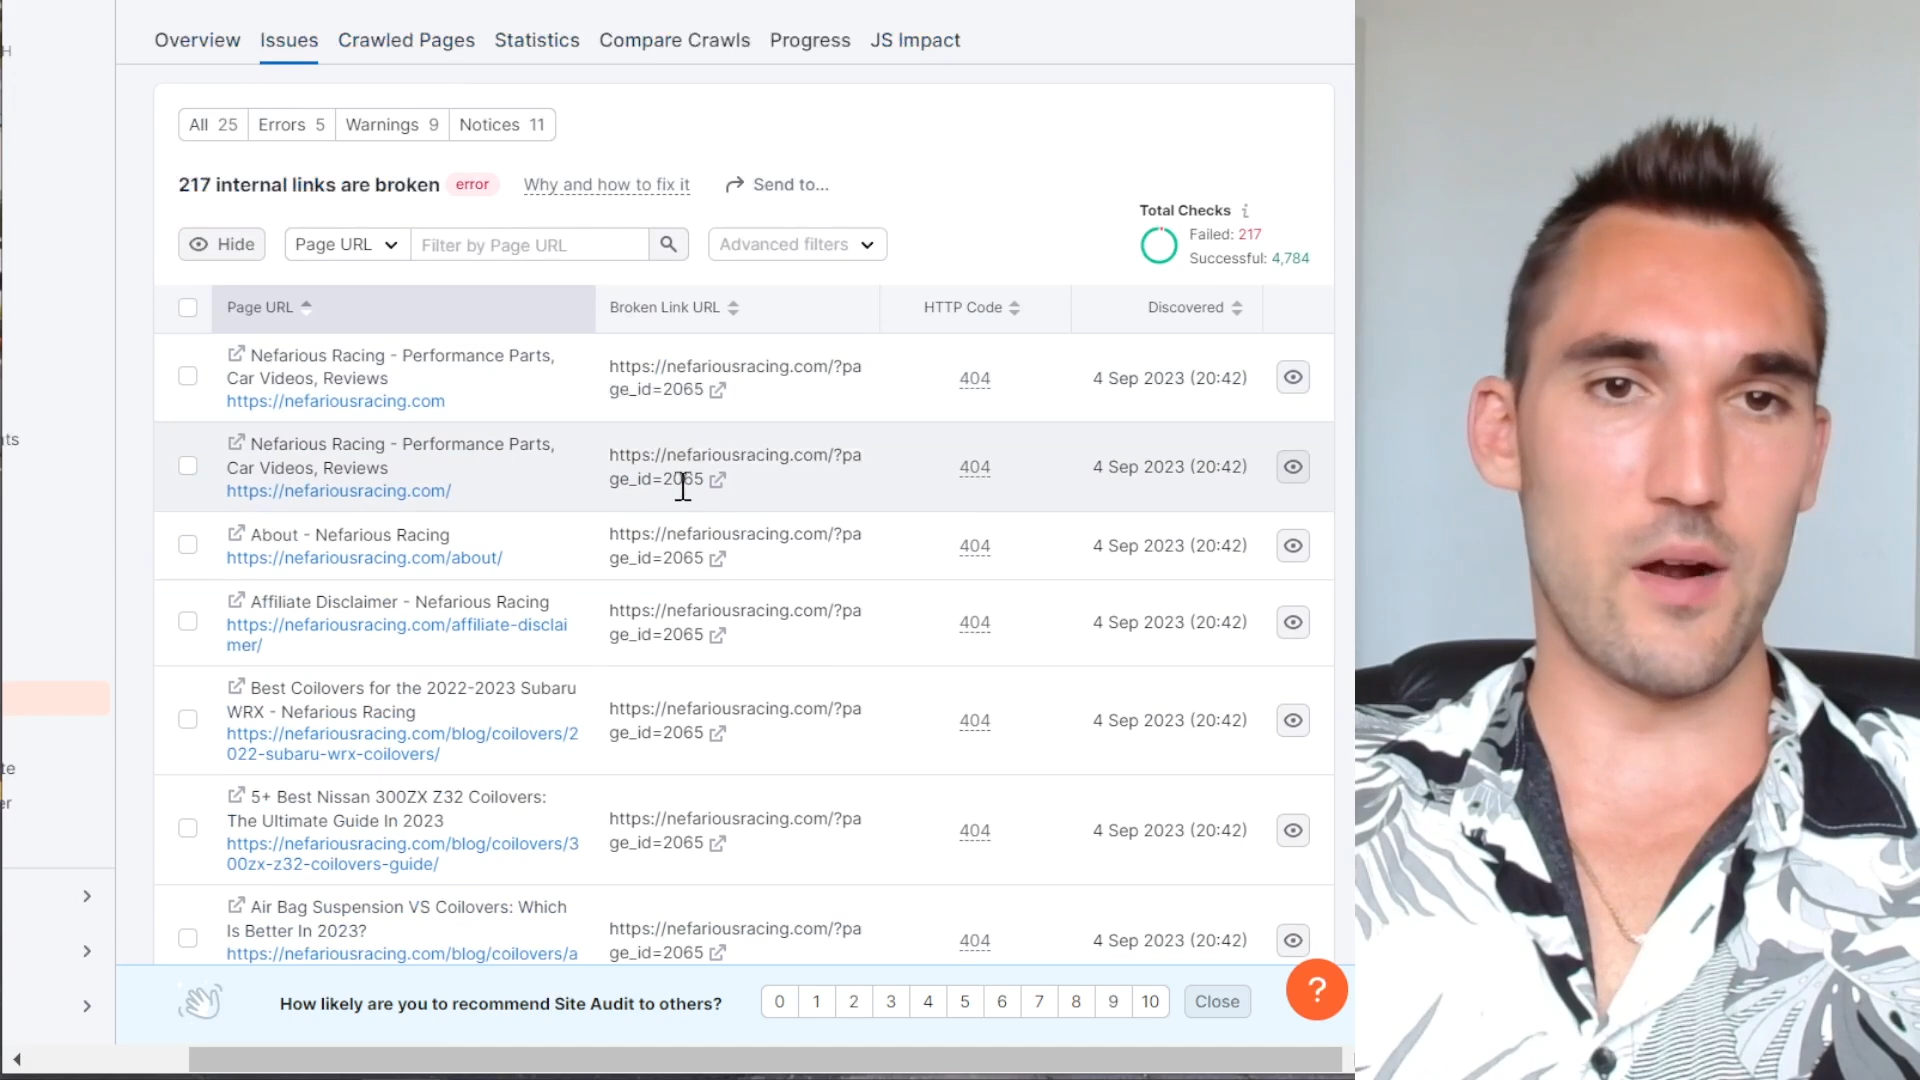 H
Overview Issues Crawled Pages Statistics Compare Crawls Progress JS Impact
All 25 Errors 5 Warnings 9 Notices 11
217 internal links are broken error Why and how to fix it Send to...
Total Checks i
Failed: 217
Successful: 4,784
Hide Page URL Filter by Page URL Advanced filters
Page URL Broken Link URL HTTP Code Discovered
Nefarious Racing - Performance Parts,
Car Videos, Reviews
https://nefariousracing.com
https://nefariousracing.com/?pa
ge_id=2065
404
4 Sep 2023 (20:42)
Nefarious Racing - Performance Parts,
Car Videos, Reviews
https://nefariousracing.com/
https://nefariousracing.com/?pa
ge_id=2065
404
4 Sep 2023 (20:42)
nts
About - Nefarious Racing
https://nefariousracing.com/about/
https://nefariousracing.com/?pa
ge_id=2065
404
4 Sep 2023 (20:42)
Affiliate Disclaimer - Nefarious Racing
https://nefariousracing.com/affiliate-disclai
mer/
https://nefariousracing.com/?pa
ge_id=2065
404
4 Sep 2023 (20:42)
Best Coilovers for the 2022-2023 Subaru
WRX - Nefarious Racing
https://nefariousracing.com/blog/coilovers/2
022-subaru-wrx-coilovers/
https://nefariousracing.com/?pa
ge_id=2065
404
4 Sep 2023 (20:42)
te
er
5+ Best Nissan 300ZX Z32 Coilovers:
The Ultimate Guide In 2023
https://nefariousracing.com/blog/coilovers/3
00zx-z32-coilovers-guide/
https://nefariousracing.com/?pa
ge_id=2065
404
4 Sep 2023 (20:42)
Air Bag Suspension VS Coilovers: Which
Is Better In 2023?
https://nefariousracing.com/blog/coilovers/a
https://nefariousracing.com/?pa
ge_id=2065
404
4 Sep 2023 (20:42)
How likely are you to recommend Site Audit to others? 0 1 2 3 4 5 6 7 8 9 10 Close
?